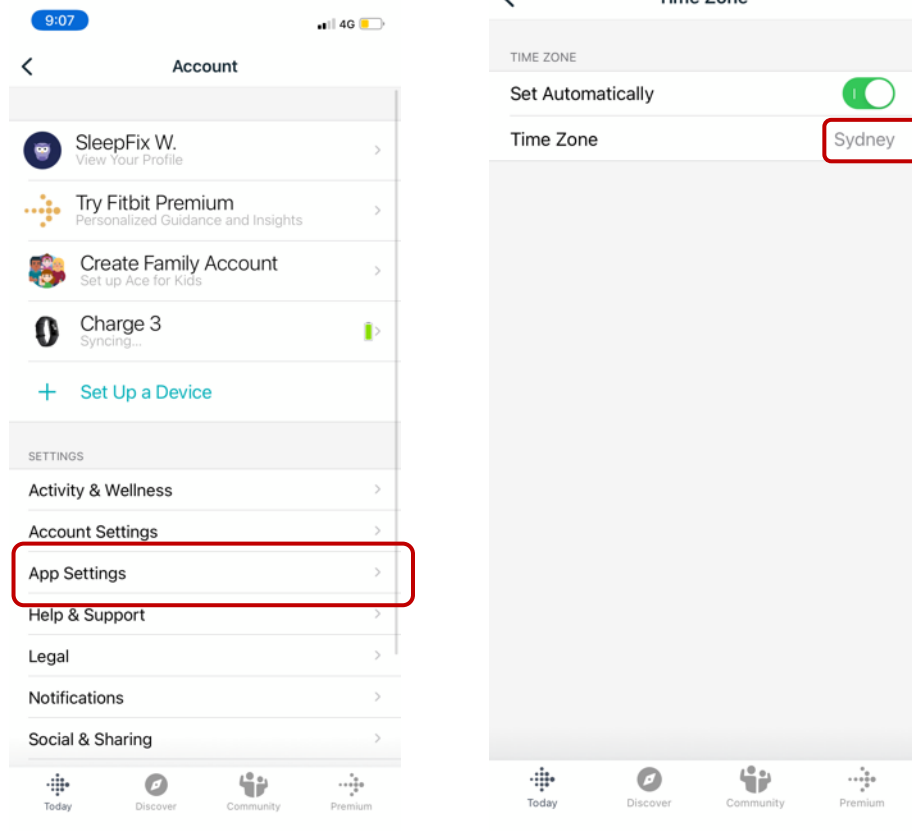 9:07
4G
Account
SleepFix W.
View Your Profile
Try Fitbit Premium
Personalized Guidance and Insights
Create Family Account
Set up Ace for Kids
Charge 3
Syncing...
+ Set Up a Device
SETTINGS
Activity & Wellness
Account Settings
App Settings
Help & Support
Legal
Notifications
Social & Sharing
Today Discover Community Premium
Time Zone
TIME ZONE
Set Automatically
Time Zone Sydney
Today Discover Community Premium